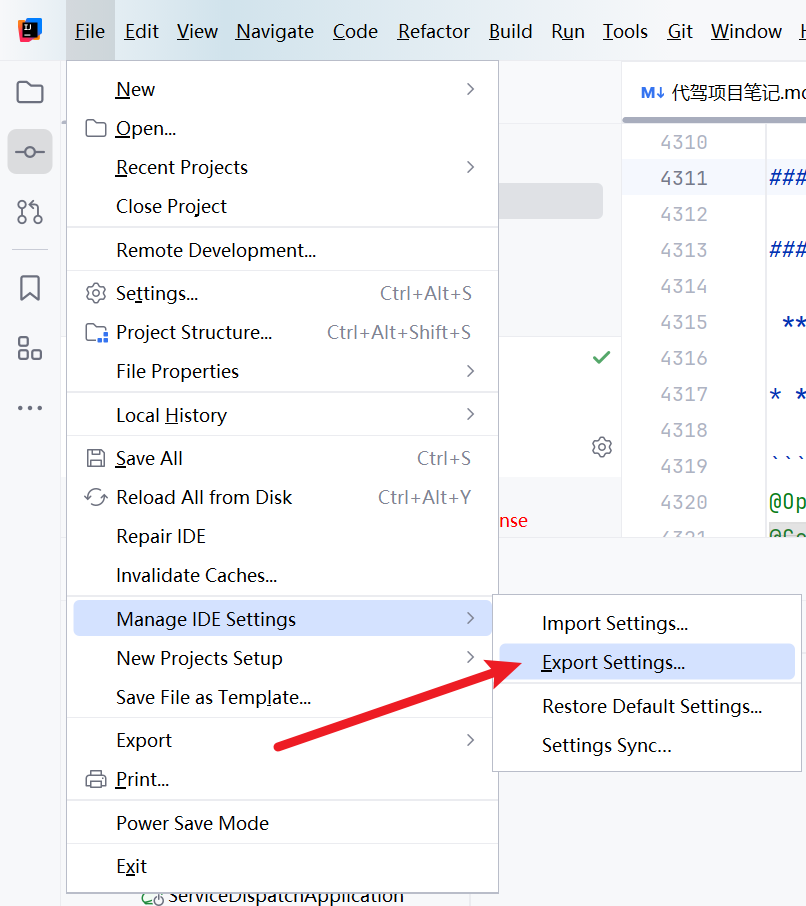 File Edit View Navigate Code Refactor Build Run Tools Git Window
New
Open...
Recent Projects
Close Project
Remote Development...
Settings... Ctrl+Alt+S
Project Structure... Ctrl+Alt+Shift+S
File Properties
Local History
Save All Ctrl+S
Reload All from Disk Ctrl+Alt+Y
Repair IDE
Invalidate Caches...
Manage IDE Settings
New Projects Setup
Save File as Template...
Export
Print...
Power Save Mode
Exit
Import Settings...
Export Settings...
Restore Default Settings...
Settings Sync...
M↓ 代驾项目笔记.md
4310
4311 ###
4312
4313 ###
4314
4315 **
4316
4317 * *
4318
4319 ```
4320 @Op
4321
nse
ServiceDispatchApplication